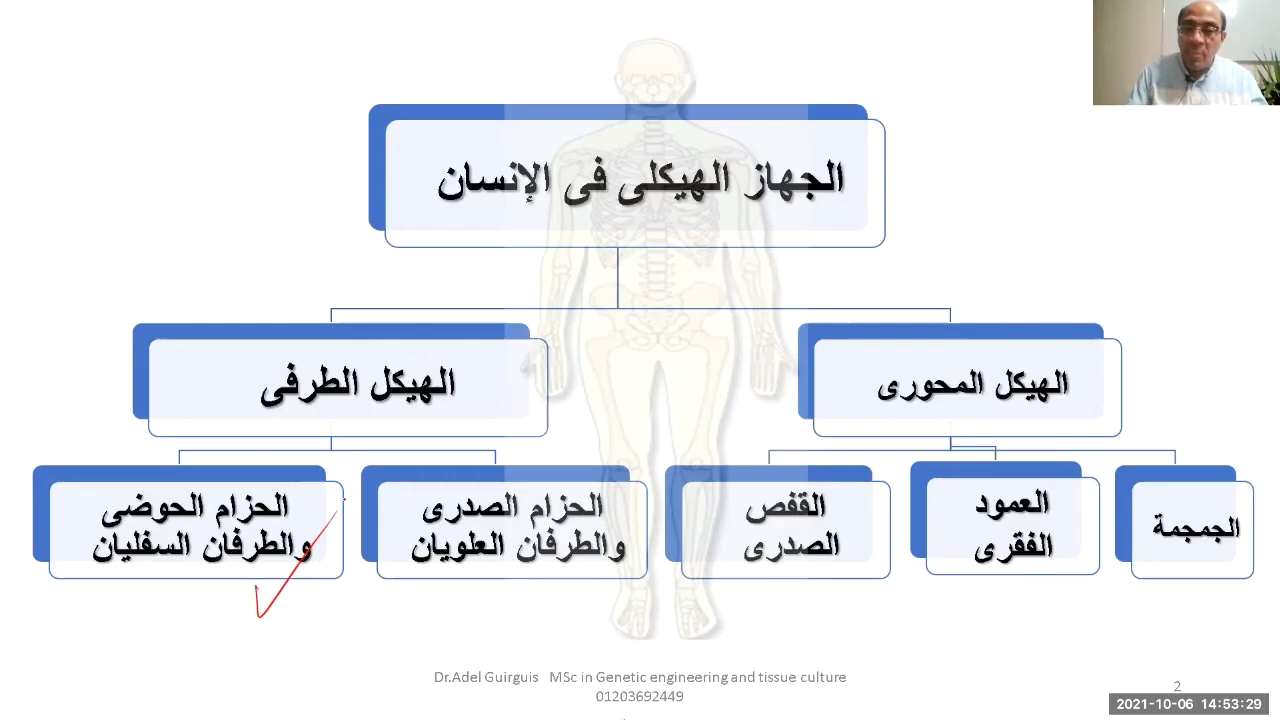 الجهاز الهيكلى فى الإنسان
الهيكل المحورى
الهيكل الطرفى
الجمجمة
العمود
الفقرى
القفص
الصدرى
الحزام الصدرى
والطرفان العلويان
الحزام الحوضى
والطرفان السفليان
Dr.Adel Guirguis MSc in Genetic engineering and tissue culture
01203692449
2
2021-10-06 14:53:29